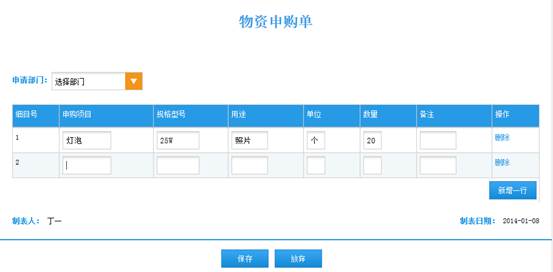 物资申购单
申请部门： 选择部门
细目号 申购项目 规格型号 用途 单位 数量 备注 操作
1 灯泡 25W 照片 个 20 删除
2 删除
新增一行
制表人： 丁一 制表日期： 2014-01-08
保存 放弃